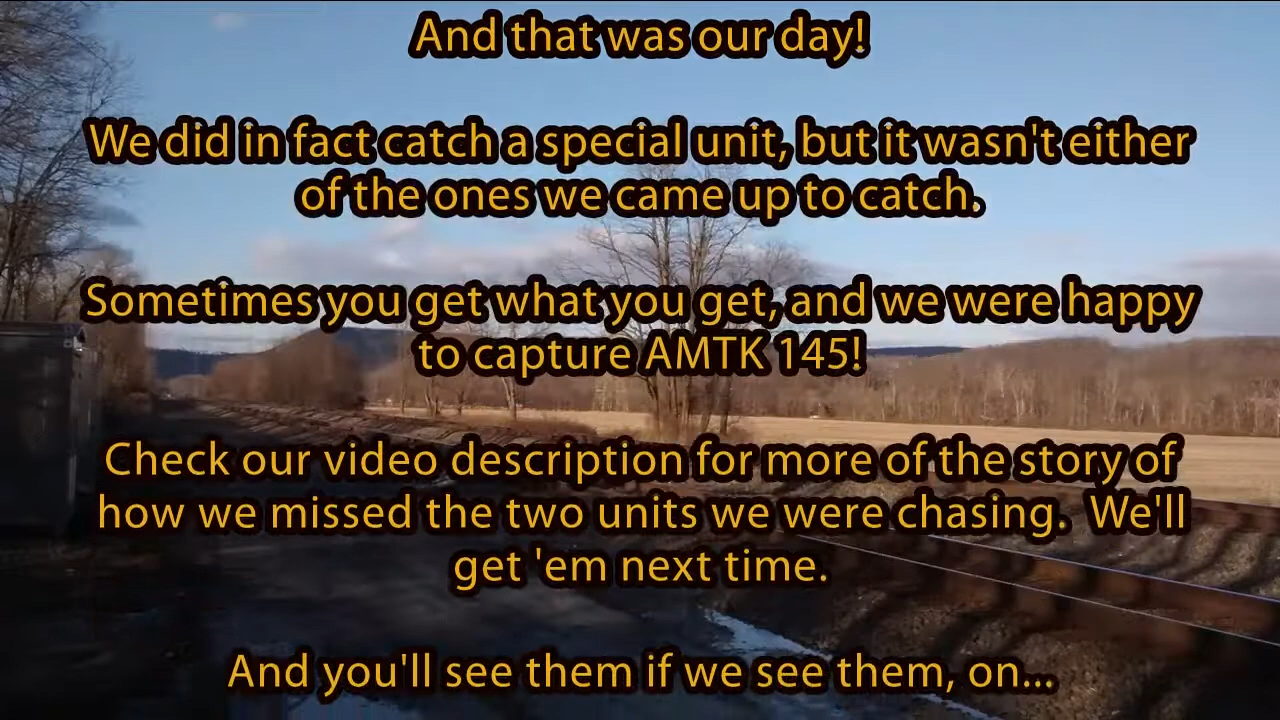 And that was our day!
We did in fact catch a special unit, but it wasn't either
of the ones we came up to catch.
Sometimes you get what you get, and we were happy
to capture AMTK 145!
Check our video description for more of the story of
how we missed the two units we were chasing.  We'll
get 'em next time.
And you'll see them if we see them, on...